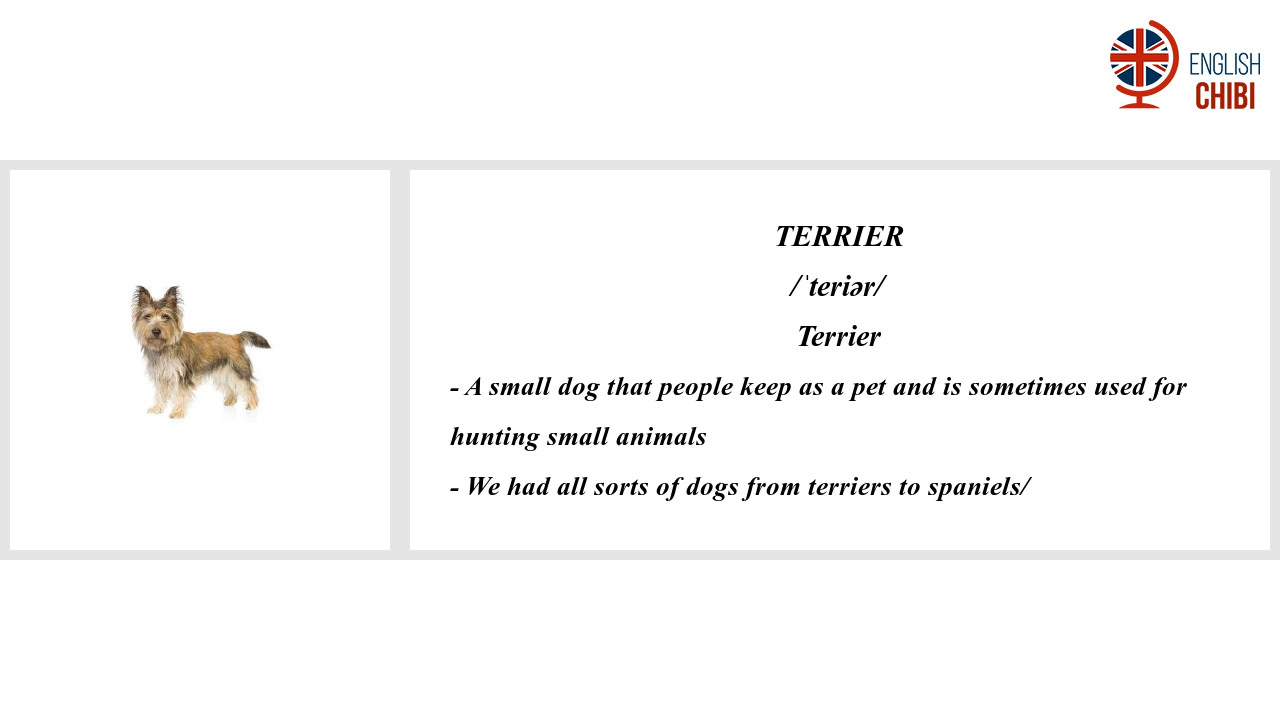 ENGLISH
CHIBI
TERRIER
/ˈteriər/
Terrier
- A small dog that people keep as a pet and is sometimes used for
hunting small animals
- We had all sorts of dogs from terriers to spaniels/